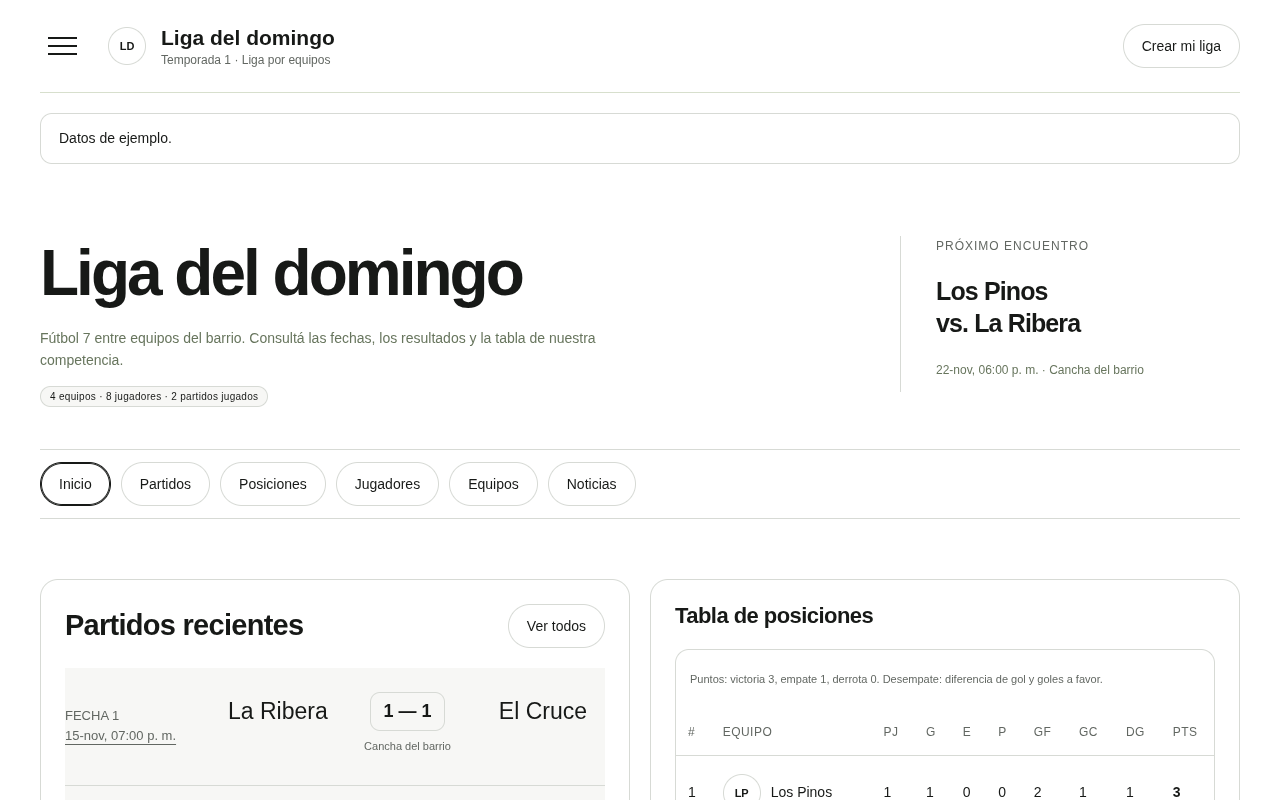 LD
Liga del domingo
Temporada 1 · Liga por equipos
Crear mi liga
Datos de ejemplo.
Liga del domingo
Fútbol 7 entre equipos del barrio. Consultá las fechas, los resultados y la tabla de nuestra
competencia.
4 equipos · 8 jugadores · 2 partidos jugados
PRÓXIMO ENCUENTRO
Los Pinos
vs. La Ribera
22-nov, 06:00 p. m. · Cancha del barrio
Inicio
Partidos
Posiciones
Jugadores
Equipos
Noticias
Partidos recientes
Ver todos
FECHA 1
15-nov, 07:00 p. m.
La Ribera
1 — 1
El Cruce
Cancha del barrio
Tabla de posiciones
Puntos: victoria 3, empate 1, derrota 0. Desempate: diferencia de gol y goles a favor.
# EQUIPO PJ G E P GF GC DG PTS
1 LP Los Pinos 1 1 0 0 2 1 1 3